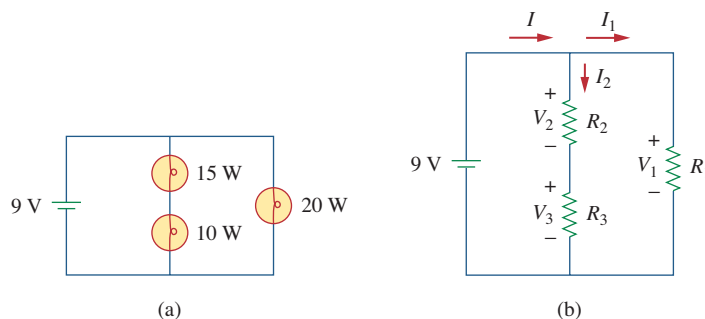 I
I₁
I₂
+
V₂
R₂
−
9 V
+
V₁
R
−
+
V₃
R₃
−
15 W
9 V
20 W
10 W
(a)
(b)